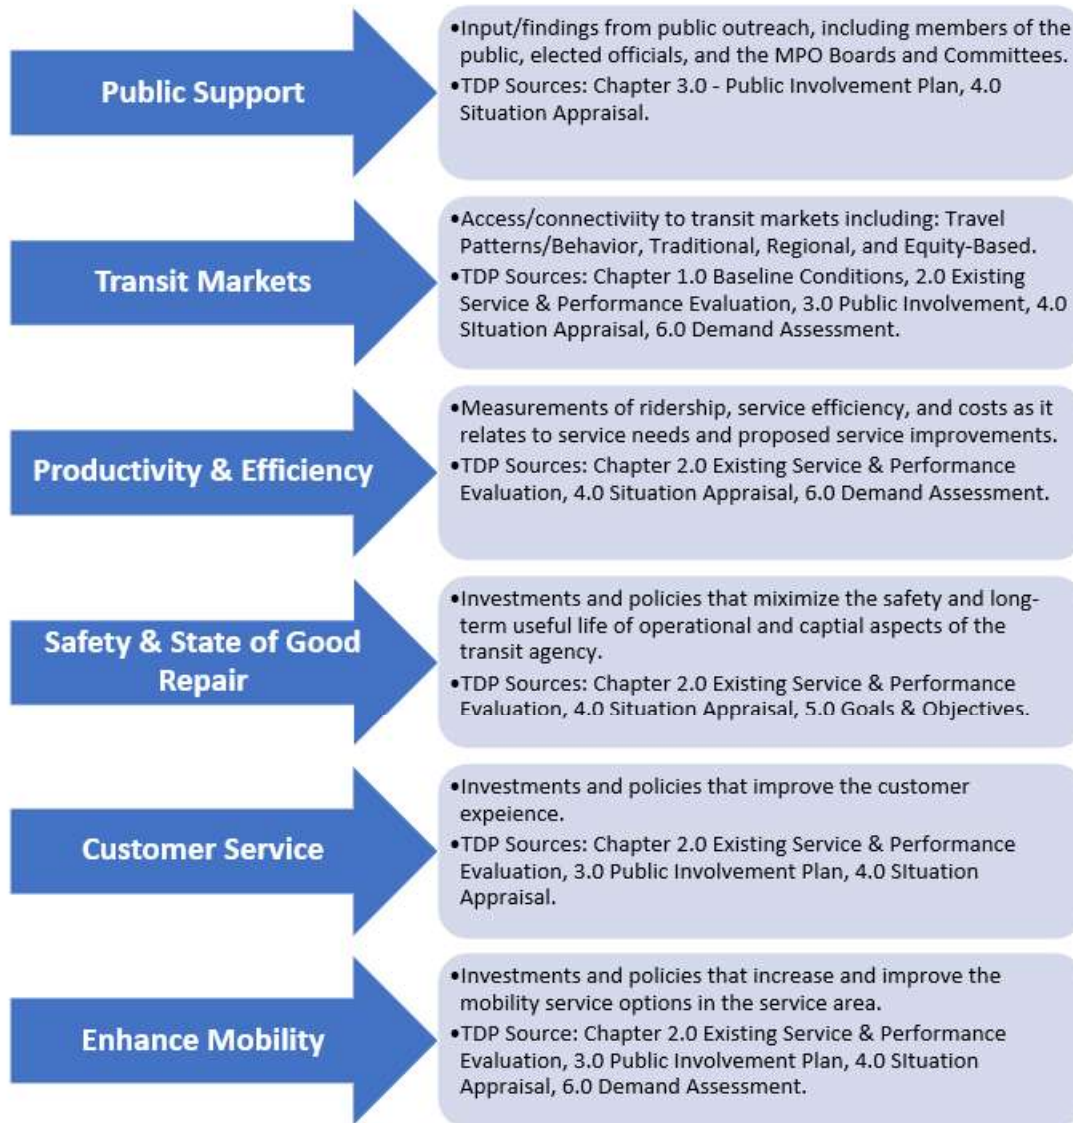 Public Support
•Input/findings from public outreach, including members of the
public, elected officials, and the MPO Boards and Committees.
•TDP Sources: Chapter 3.0 - Public Involvement Plan, 4.0
Situation Appraisal.
Transit Markets
•Access/connectiviity to transit markets including: Travel
Patterns/Behavior, Traditional, Regional, and Equity-Based.
•TDP Sources: Chapter 1.0 Baseline Conditions, 2.0 Existing
Service & Performance Evaluation, 3.0 Public Involvement, 4.0
SItuation Appraisal, 6.0 Demand Assessment.
Productivity & Efficiency
•Measurements of ridership, service efficiency, and costs as it
relates to service needs and proposed service improvements.
•TDP Sources: Chapter 2.0 Existing Service & Performance
Evaluation, 4.0 Situation Appraisal, 6.0 Demand Assessment.
Safety & State of Good
Repair
•Investments and policies that miximize the safety and long-
term useful life of operational and captial aspects of the
transit agency.
•TDP Sources: Chapter 2.0 Existing Service & Performance
Evaluation, 4.0 Situation Appraisal, 5.0 Goals & Objectives.
Customer Service
•Investments and policies that improve the customer
expeience.
•TDP Sources: Chapter 2.0 Existing Service & Performance
Evaluation, 3.0 Public Involvement Plan, 4.0 SItuation
Appraisal.
Enhance Mobility
•Investments and policies that increase and improve the
mobility service options in the service area.
•TDP Source: Chapter 2.0 Existing Service & Performance
Evaluation, 3.0 Public Involvement Plan, 4.0 SItuation
Appraisal, 6.0 Demand Assessment.